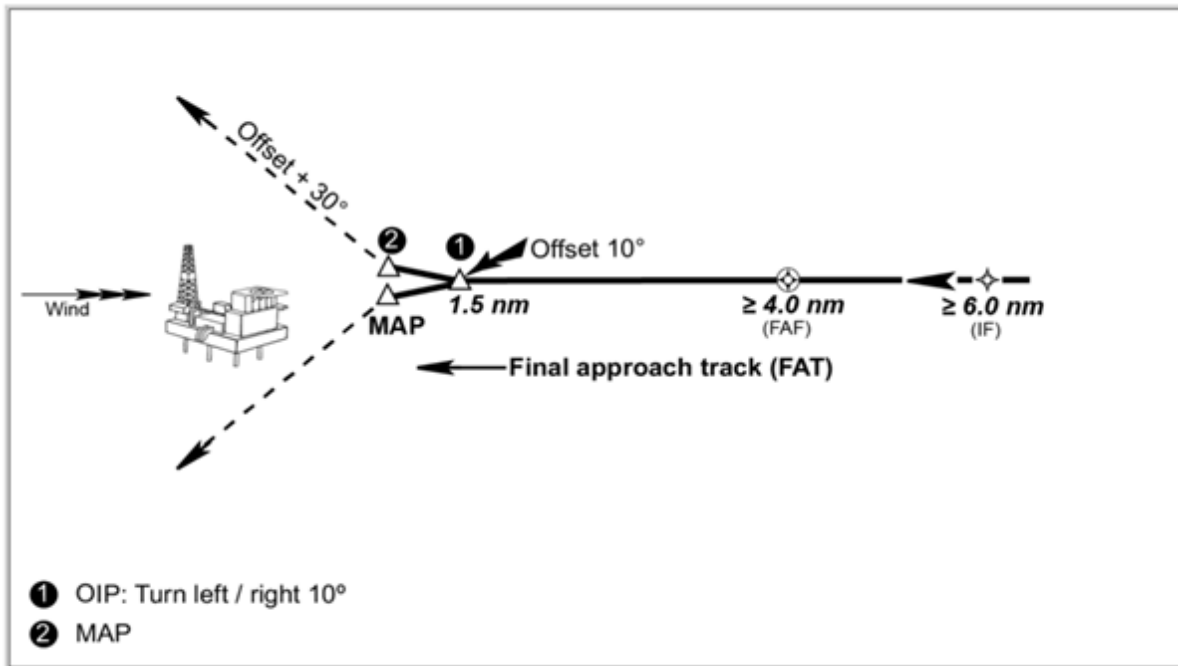 Offset + 30°
2
1
Offset 10°
Wind
MAP
1.5 nm
≥ 4.0 nm
(FAF)
≥ 6.0 nm
(IF)
Final approach track (FAT)
1 OIP: Turn left / right 10º
2 MAP